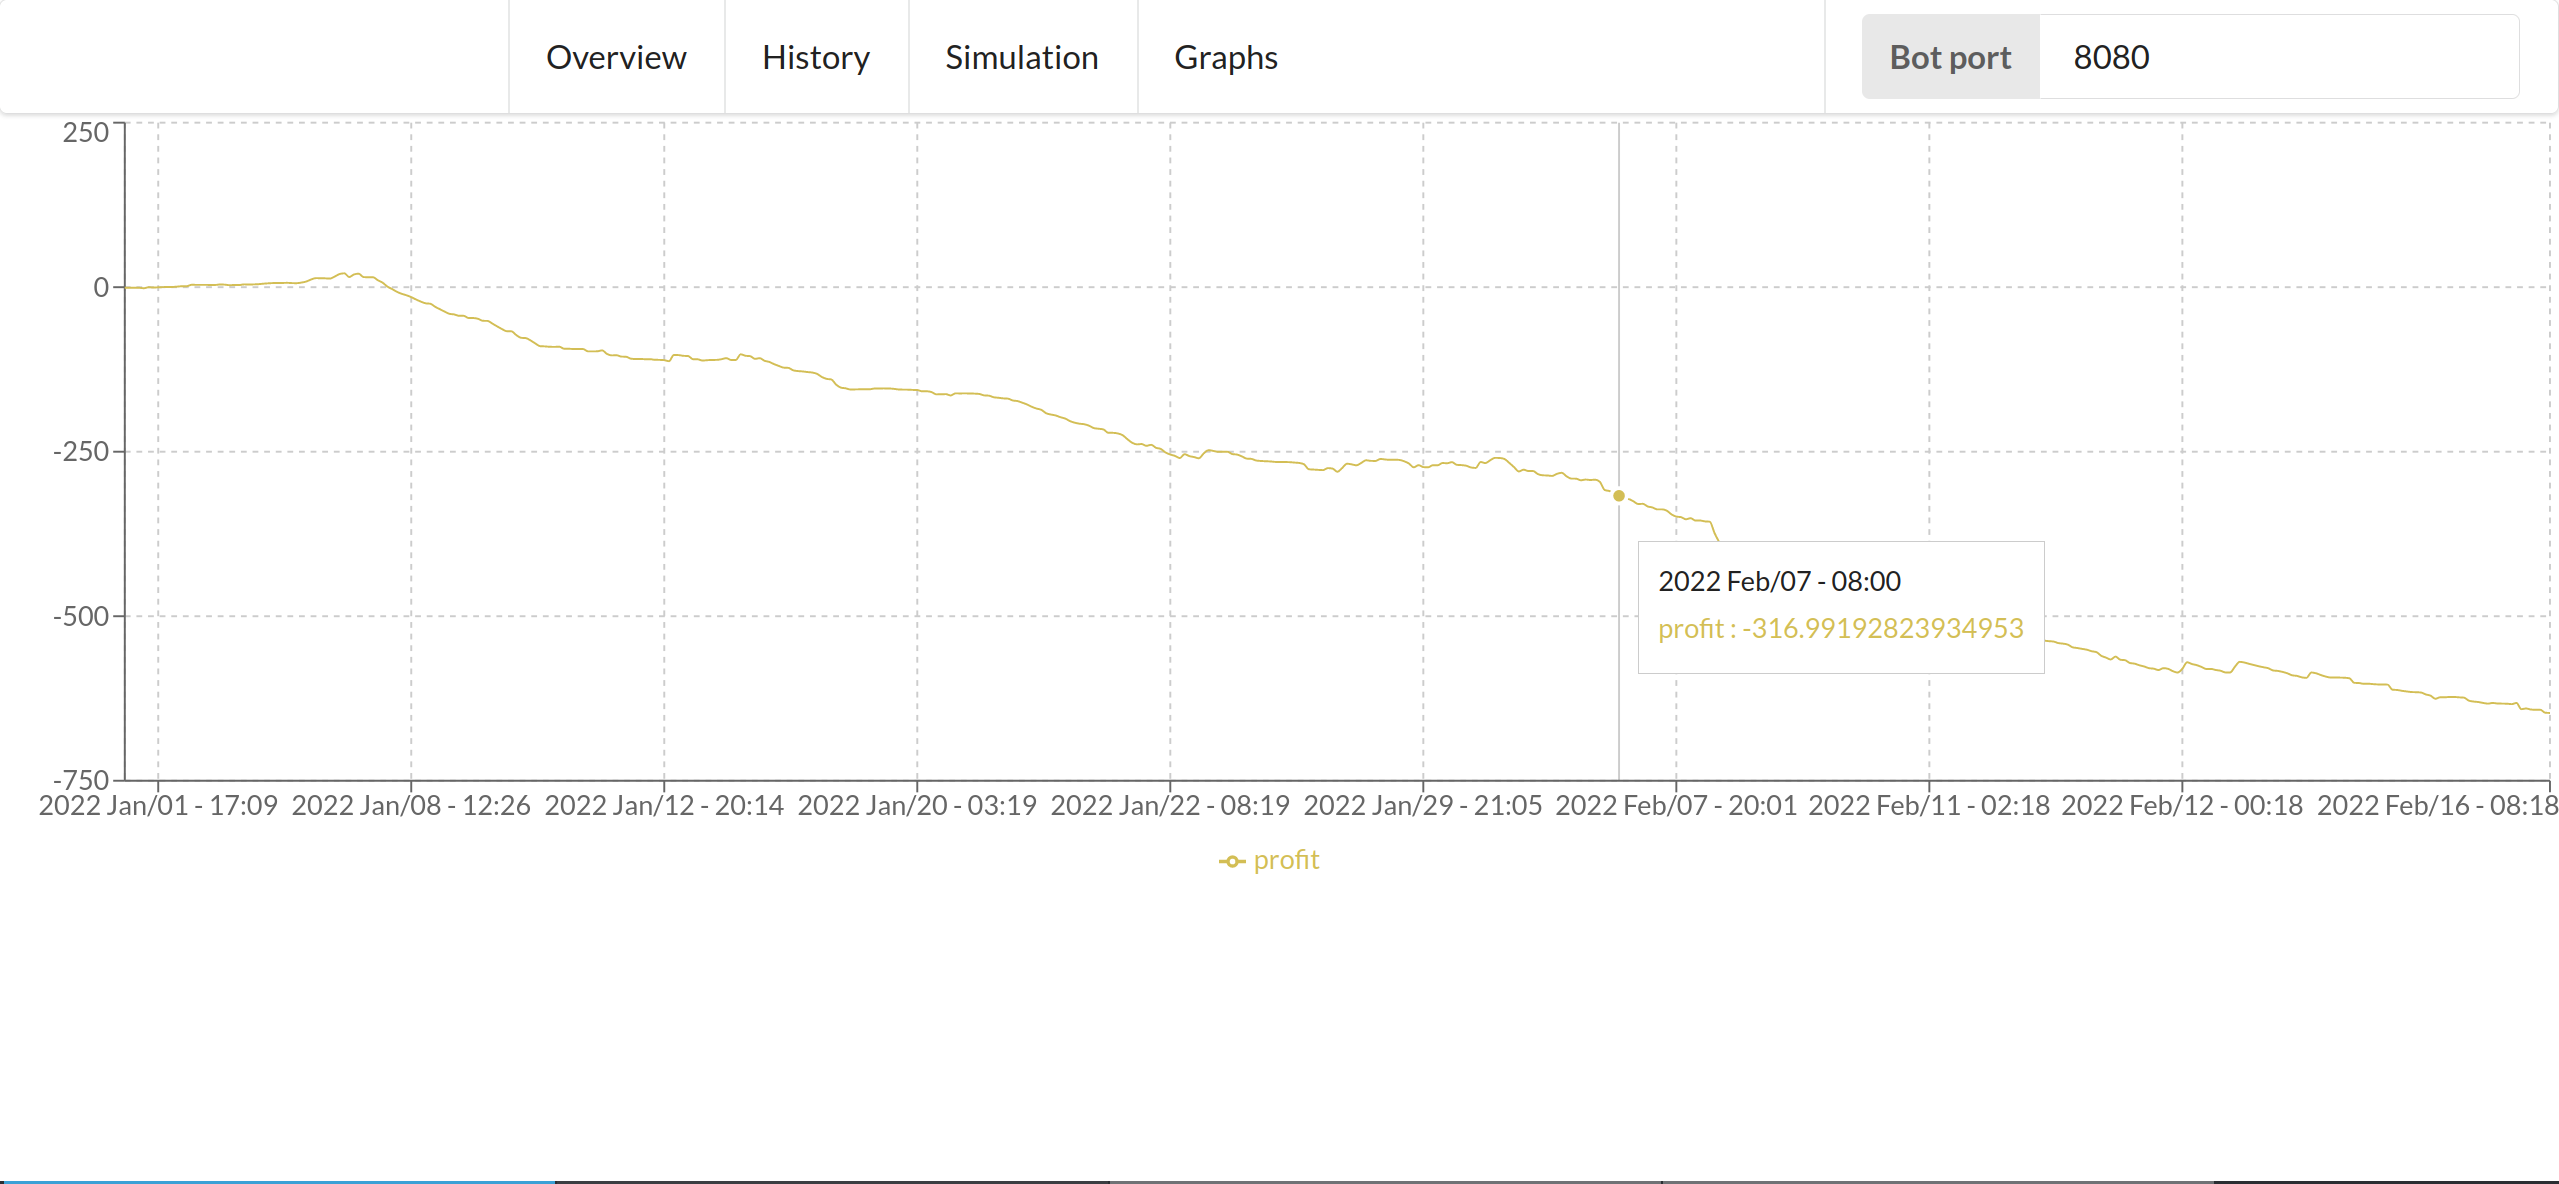 Overview History Simulation Graphs Bot port 8080
250
0
-250
-500
-750
2022 Feb/07 - 08:00
profit : -316.99192823934953
2022 Jan/01 - 17:09 2022 Jan/08 - 12:26 2022 Jan/12 - 20:14 2022 Jan/20 - 03:19 2022 Jan/22 - 08:19 2022 Jan/29 - 21:05 2022 Feb/07 - 20:01 2022 Feb/11 - 02:18 2022 Feb/12 - 00:18 2022 Feb/16 - 08:18
profit